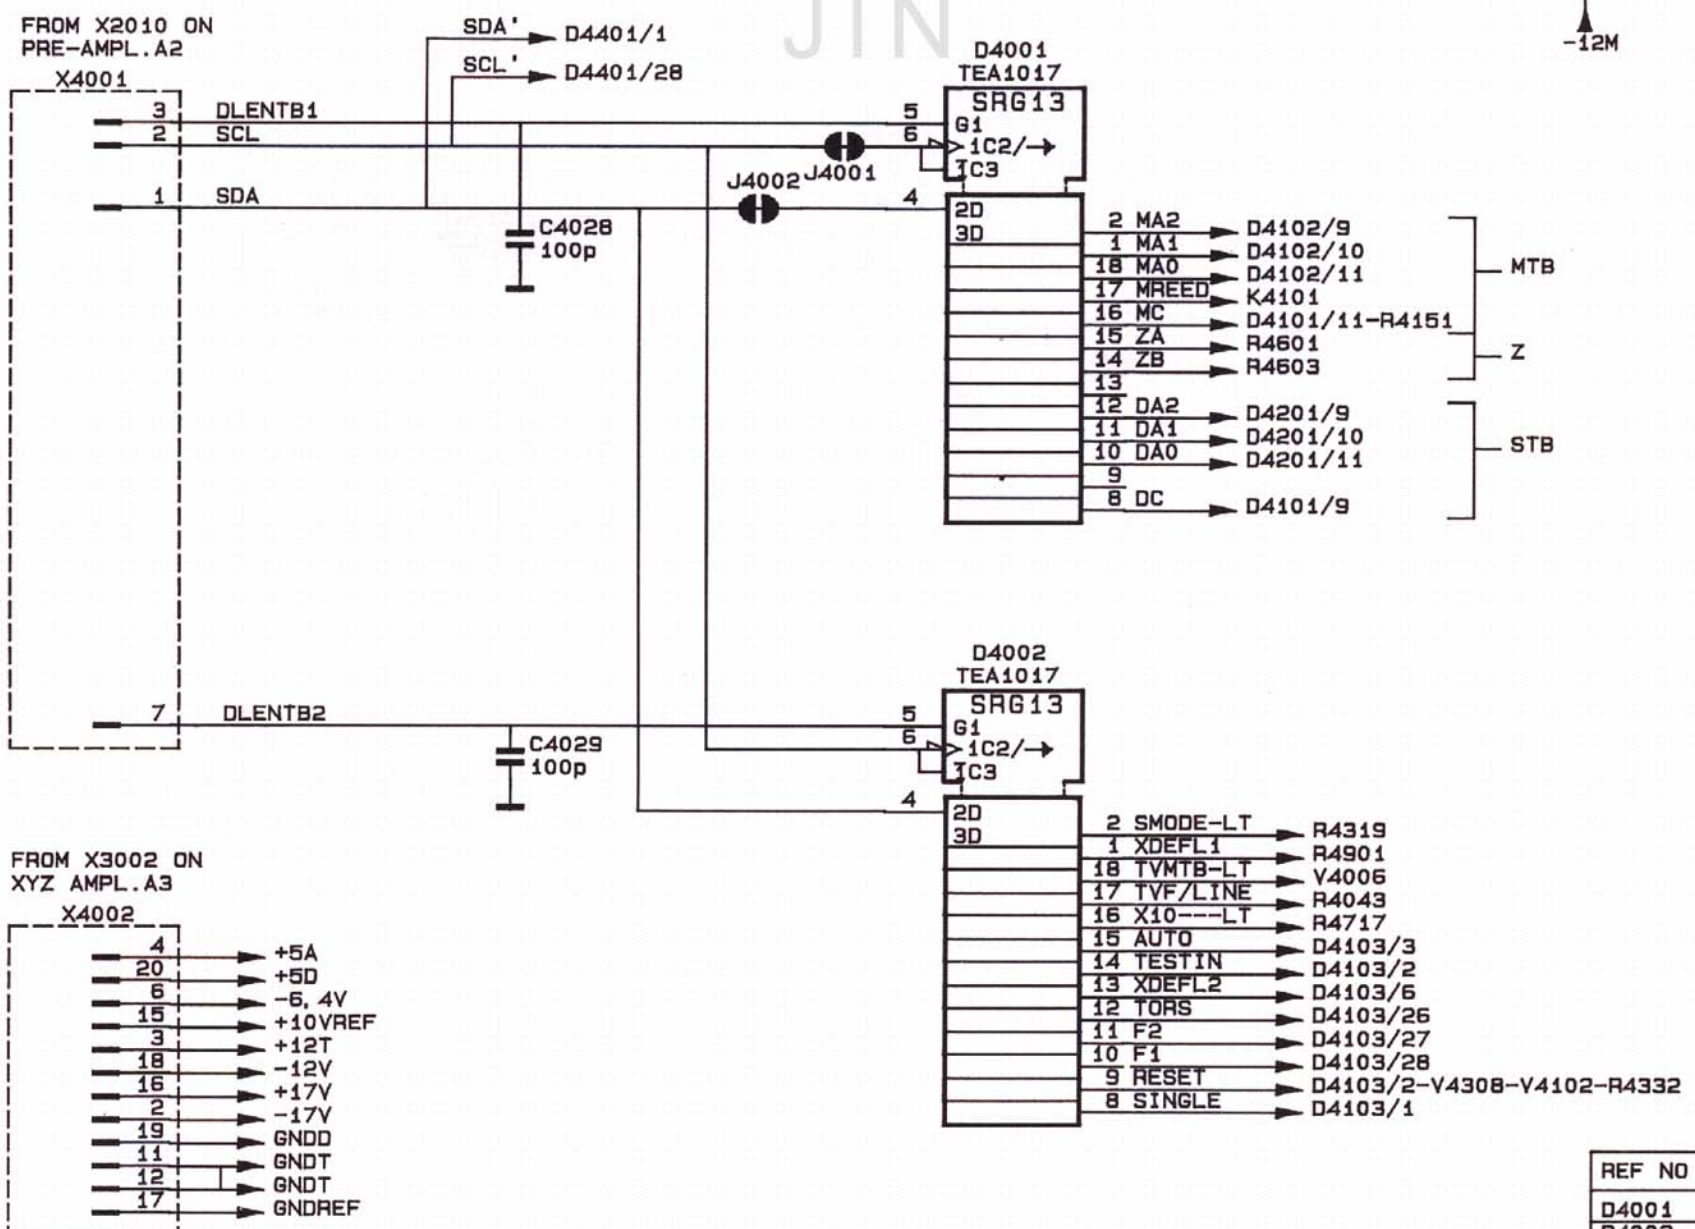 JIN
-12M
FROM X2010 ON
PRE-AMPL.A2
X4001
SDA' D4401/1
SCL' D4401/28
3 DLENTB1
2 SCL
1 SDA
J4002 J4001
C4028
100p
D4001
TEA1017
SRG13
5 G1
6 1C2/→
1C3
4 2D
3D
2 MA2 D4102/9
1 MA1 D4102/10
18 MA0 D4102/11
17 MREED K4101
16 MC D4101/11-R4151
MTB
15 ZA R4601
14 ZB R4603
Z
13
12 DA2 D4201/9
11 DA1 D4201/10
10 DA0 D4201/11
9
8 DC D4101/9
STB
7 DLENTB2
C4029
100p
D4002
TEA1017
SRG13
5 G1
6 1C2/→
1C3
4 2D
3D
2 SMODE-LT R4319
1 XDEFL1 R4901
18 TVMTB-LT V4006
17 TVF/LINE R4043
16 X10---LT R4717
15 AUTO D4103/3
14 TESTIN D4103/2
13 XDEFL2 D4103/6
12 TORS D4103/26
11 F2 D4103/27
10 F1 D4103/28
9 RESET D4103/2-V4308-V4102-R4332
8 SINGLE D4103/1
FROM X3002 ON
XYZ AMPL.A3
X4002
4 +5A
20 +5D
6 -6,4V
15 +10VREF
3 +12T
18 -12V
16 +17V
2 -17V
19 GNDD
11 GNDT
12 GNDT
17 GNDREF
REF NO
D4001